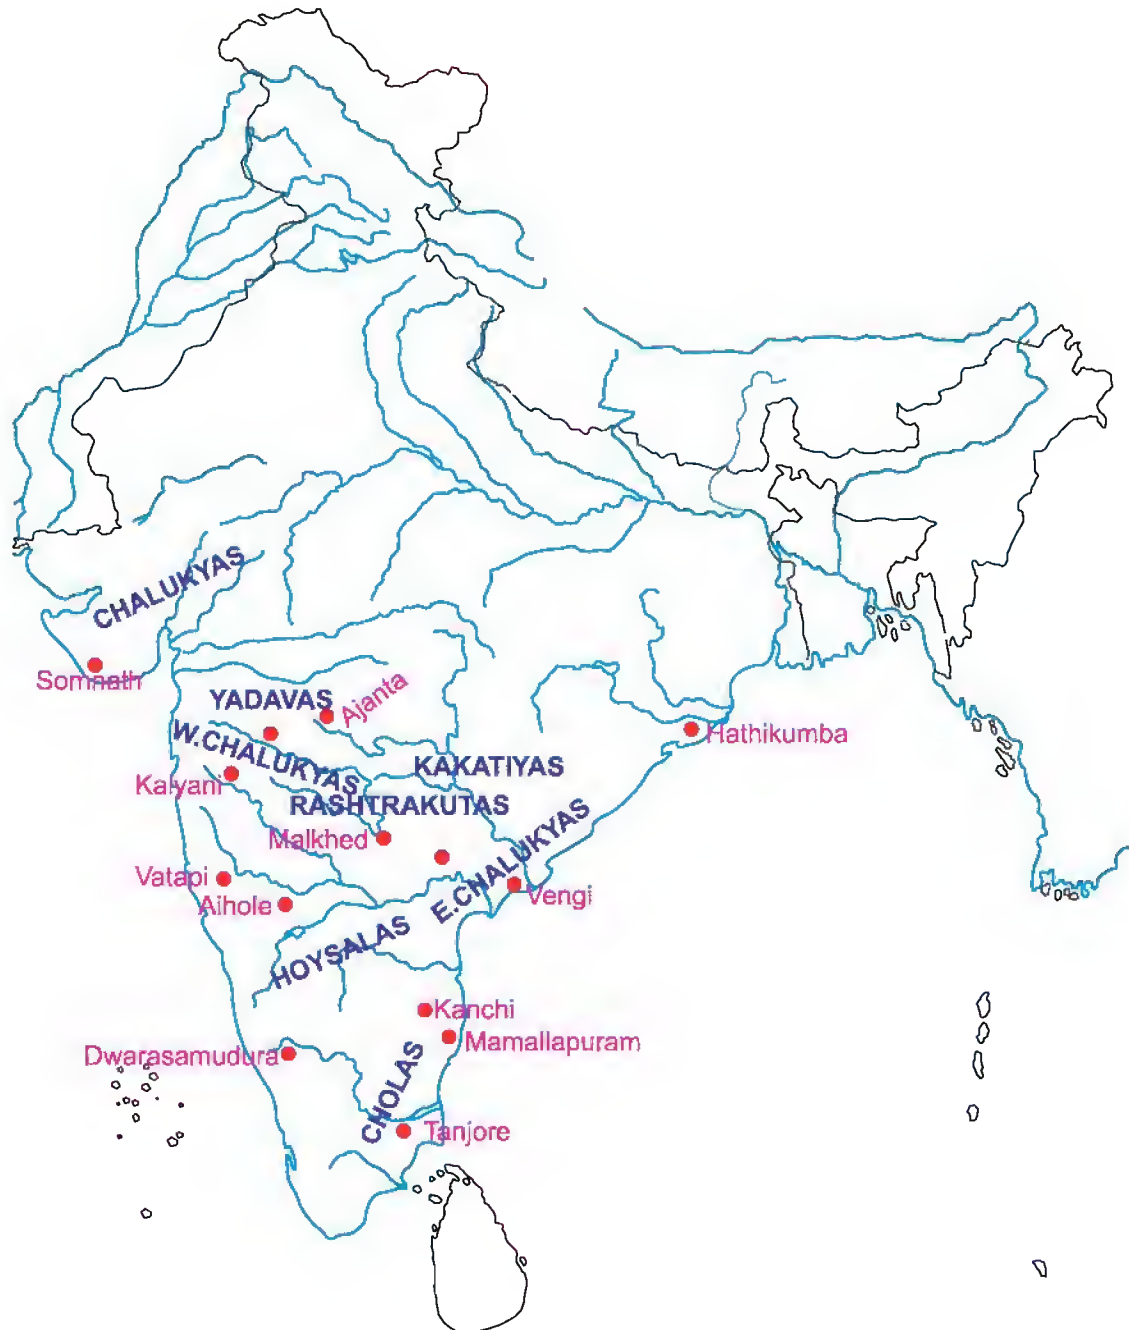 CHALUKYAS
Somnath
YADAVAS
Ajanta
W.CHALUKYAS
Hathikumba
KAKATIYAS
Kalyani
RASHTRAKUTAS
Malkhed
E.CHALUKYAS
Vatapi
Vengi
Aihole
HOYSALAS
Kanchi
Mamallapuram
Dwarasamudura
CHOLAS
Tanjore